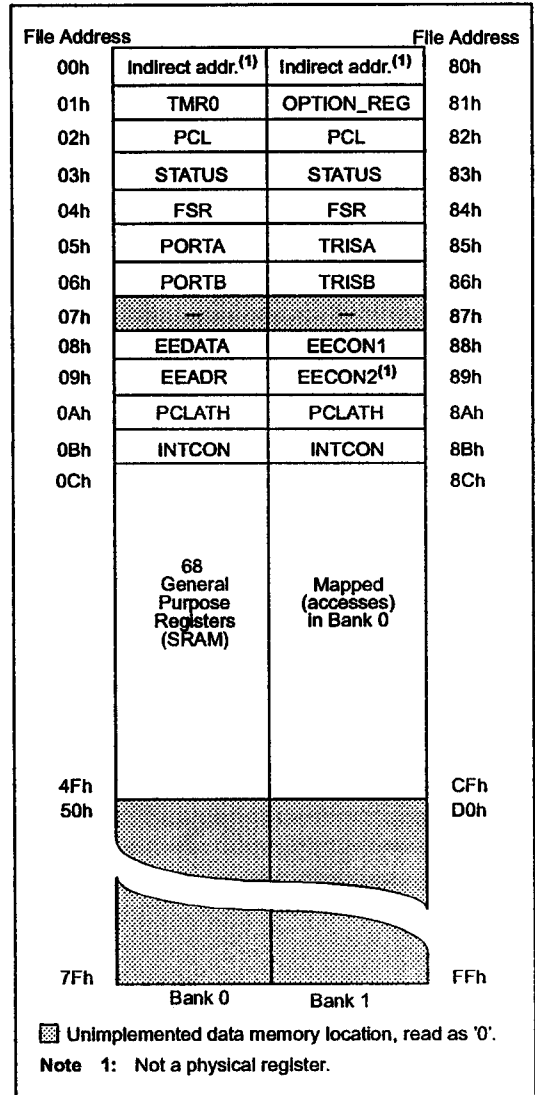 File Address File Address
00h Indirect addr.(1) Indirect addr.(1) 80h
01h TMR0 OPTION_REG 81h
02h PCL PCL 82h
03h STATUS STATUS 83h
04h FSR FSR 84h
05h PORTA TRISA 85h
06h PORTB TRISB 86h
07h — — 87h
08h EEDATA EECON1 88h
09h EEADR EECON2(1) 89h
0Ah PCLATH PCLATH 8Ah
0Bh INTCON INTCON 8Bh
0Ch 8Ch
68
General
Purpose
Registers
(SRAM)
Mapped
(accesses)
in Bank 0
4Fh CFh
50h D0h
7Fh FFh
Bank 0 Bank 1
Unimplemented data memory location, read as '0'.
Note 1: Not a physical register.